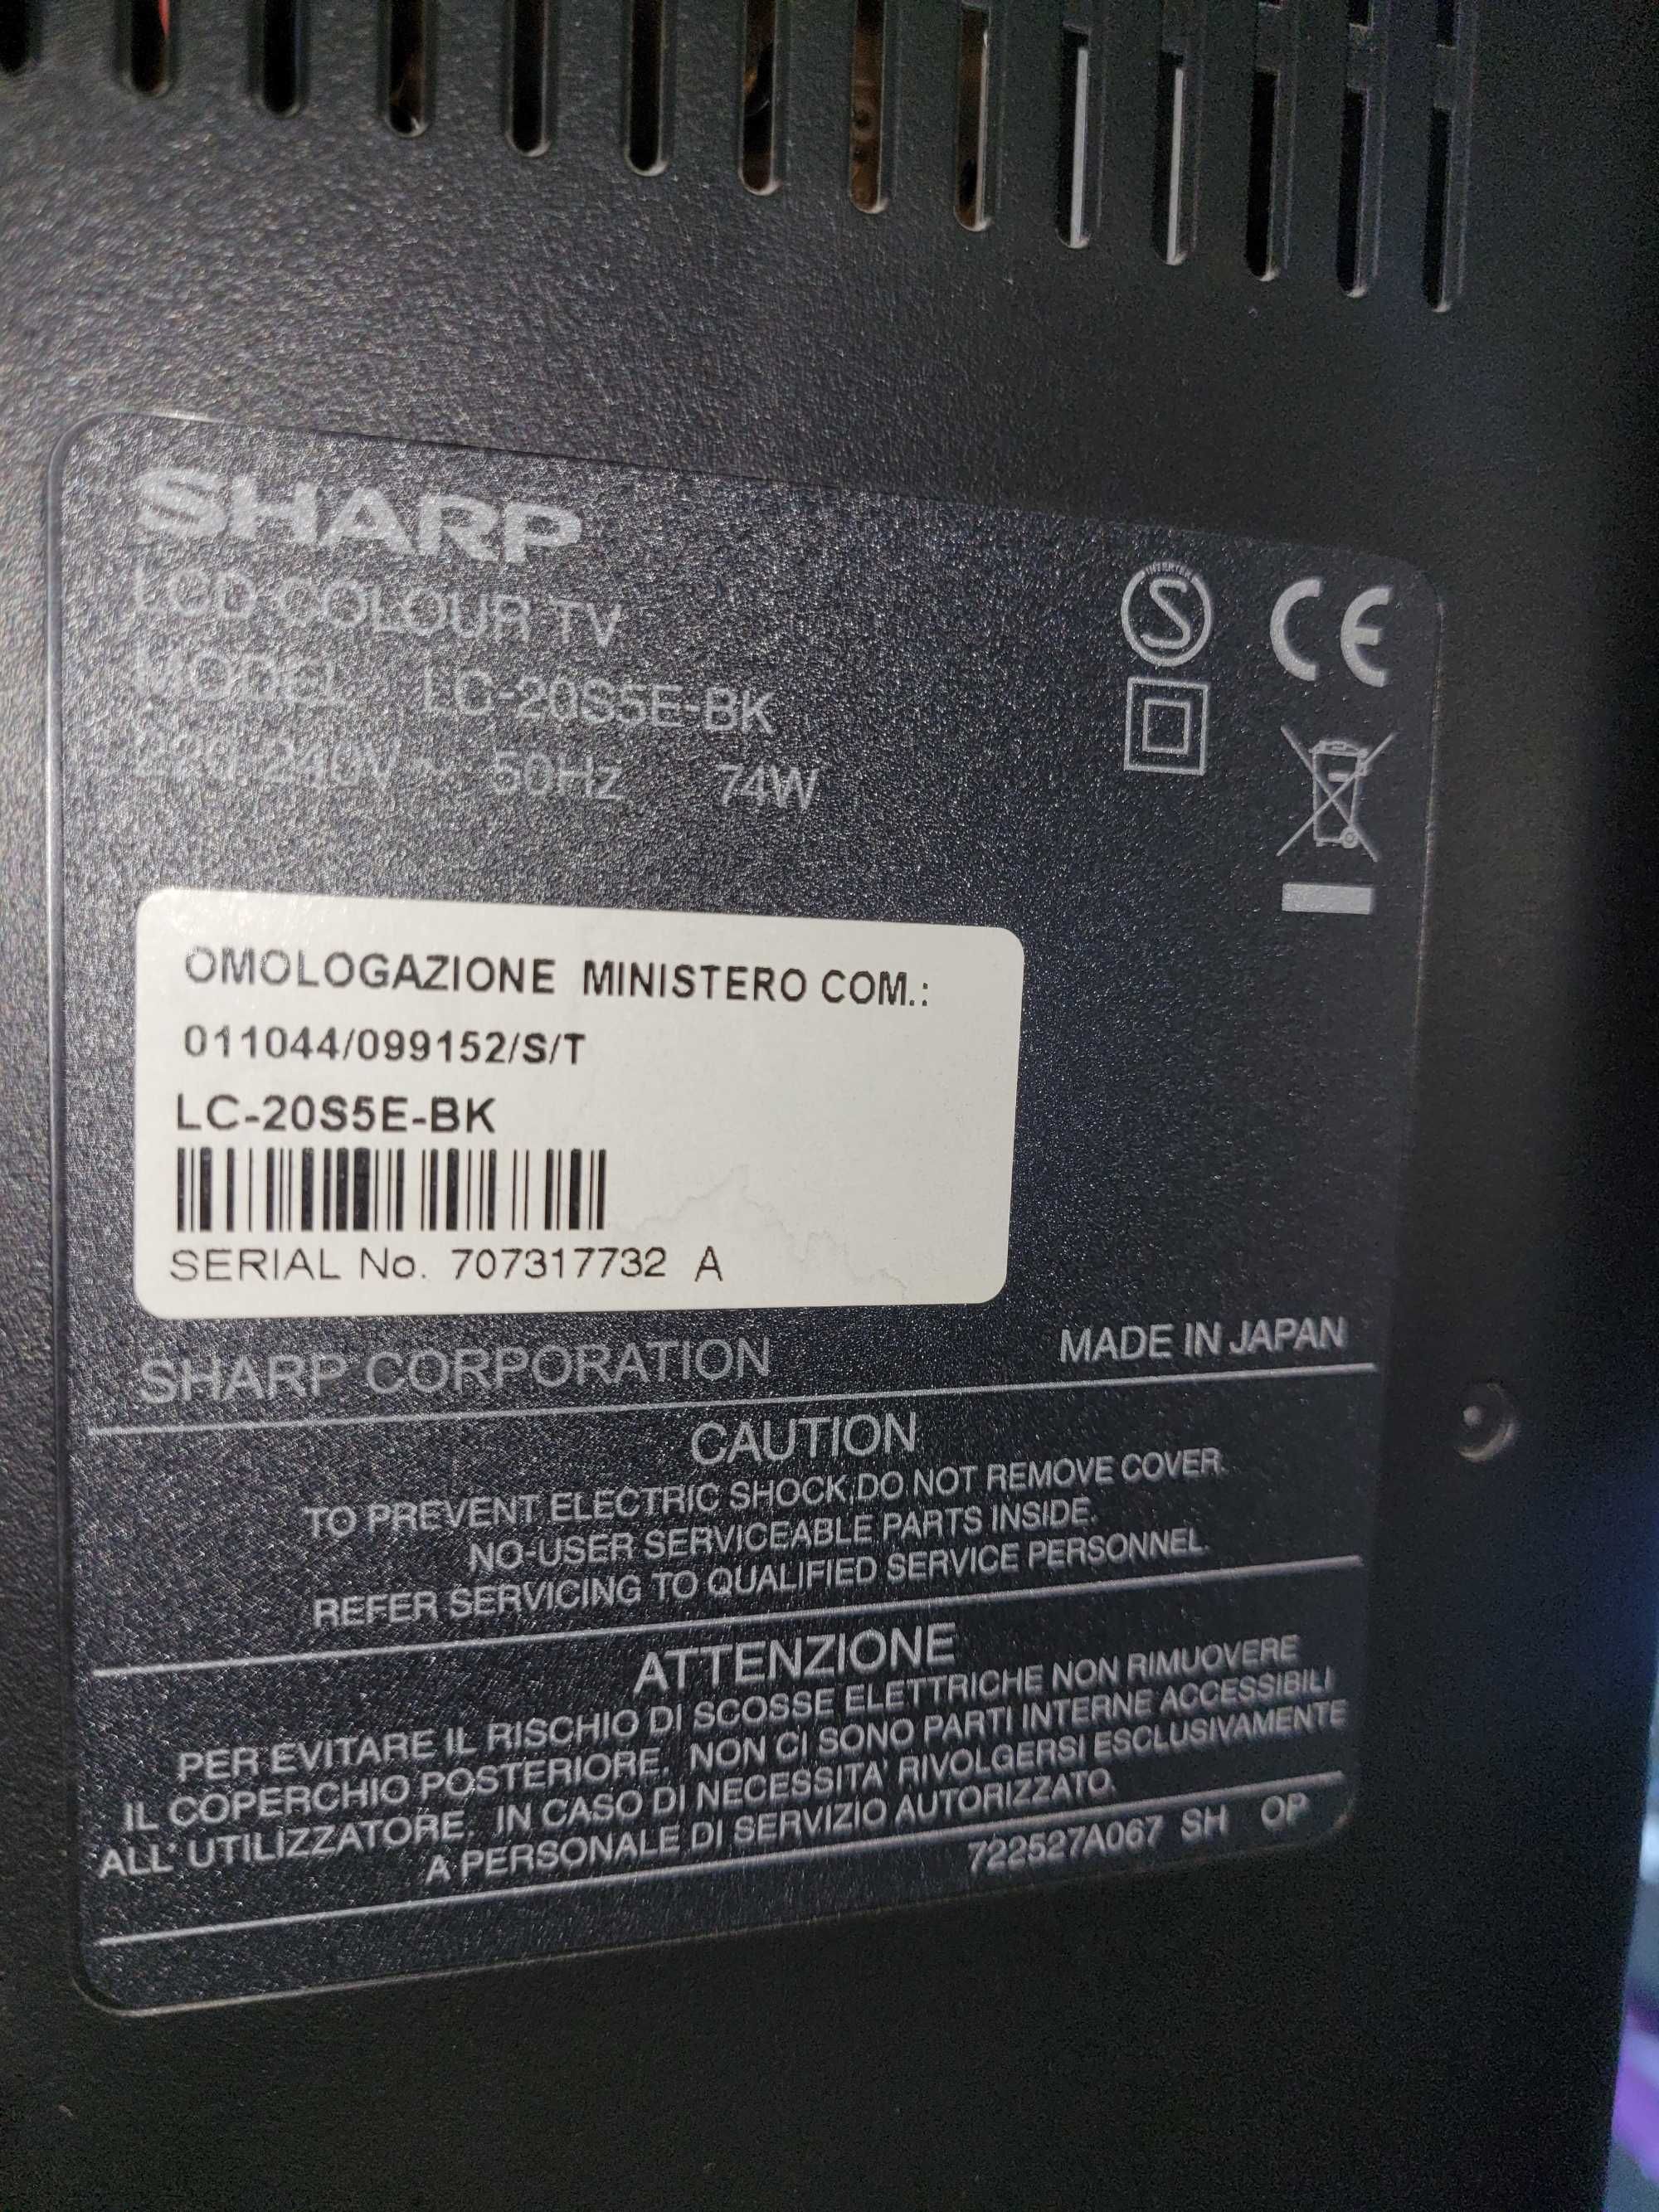 SHARP
LCD COLOUR TV
MODEL LC-20S5E-BK
220-240V~ 50Hz 74W
S
CE
OMOLOGAZIONE MINISTERO COM.:
011044/099152/S/T
LC-20S5E-BK
SERIAL No. 707317732 A
SHARP CORPORATION
MADE IN JAPAN
CAUTION
TO PREVENT ELECTRIC SHOCK,DO NOT REMOVE COVER.
NO-USER SERVICEABLE PARTS INSIDE.
REFER SERVICING TO QUALIFIED SERVICE PERSONNEL.
ATTENZIONE
PER EVITARE IL RISCHIO DI SCOSSE ELETTRICHE NON RIMUOVERE
IL COPERCHIO POSTERIORE. NON CI SONO PARTI INTERNE ACCESSIBILI
ALL' UTILIZZATORE. IN CASO DI NECESSITA' RIVOLGERSI ESCLUSIVAMENTE
A PERSONALE DI SERVIZIO AUTORIZZATO.
722527A067 SH OP